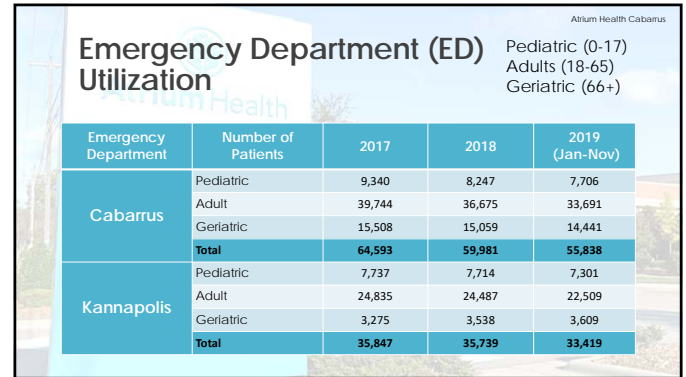 Atrium Health Cabarrus
Emergency Department (ED)
Utilization
Pediatric (0-17)
Adults (18-65)
Geriatric (66+)
Atrium Health
Emergency Department Number of Patients 2017 2018 2019 (Jan-Nov)
Cabarrus
Pediatric 9,340 8,247 7,706
Adult 39,744 36,675 33,691
Geriatric 15,508 15,059 14,441
Total 64,593 59,981 55,838
Kannapolis
Pediatric 7,737 7,714 7,301
Adult 24,835 24,487 22,509
Geriatric 3,275 3,538 3,609
Total 35,847 35,739 33,419